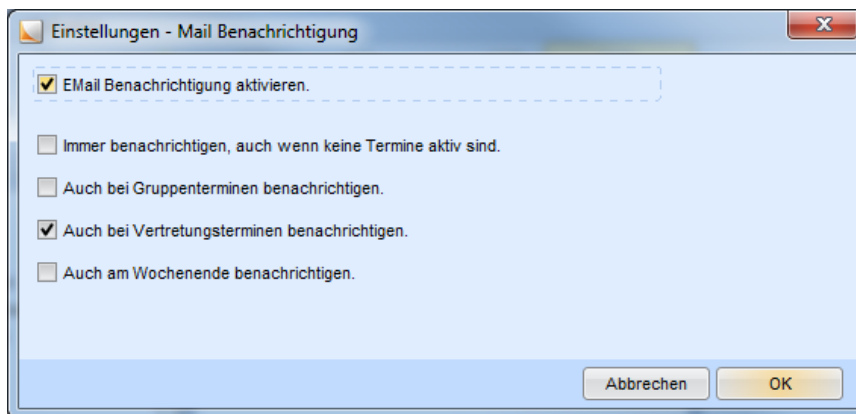 Einstellungen - Mail Benachrichtigung
EMail Benachrichtigung aktivieren.
Immer benachrichtigen, auch wenn keine Termine aktiv sind.
Auch bei Gruppenterminen benachrichtigen.
Auch bei Vertretungsterminen benachrichtigen.
Auch am Wochenende benachrichtigen.
Abbrechen OK